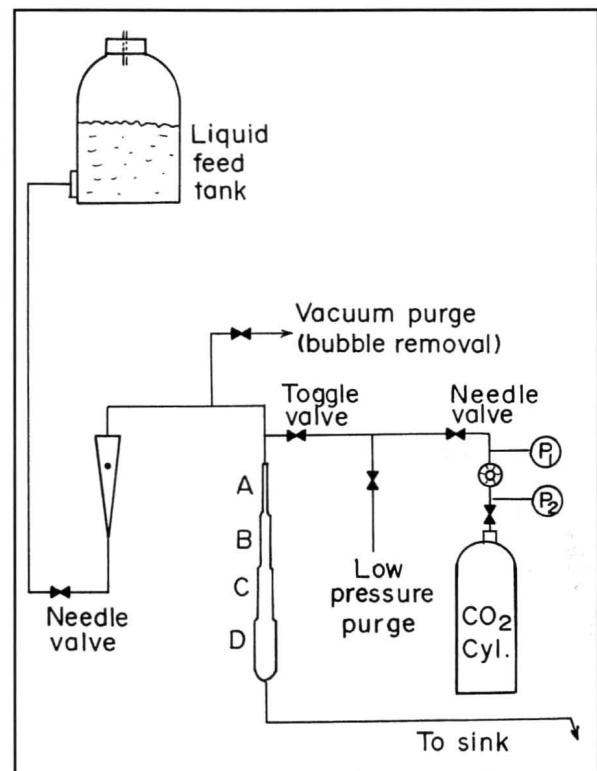 Liquid
feed
tank
Vacuum purge
(bubble removal)
Toggle
valve
Needle
valve
P1
P2
A
B
C
D
Needle
valve
Low
pressure
purge
CO2
Cyl.
To sink